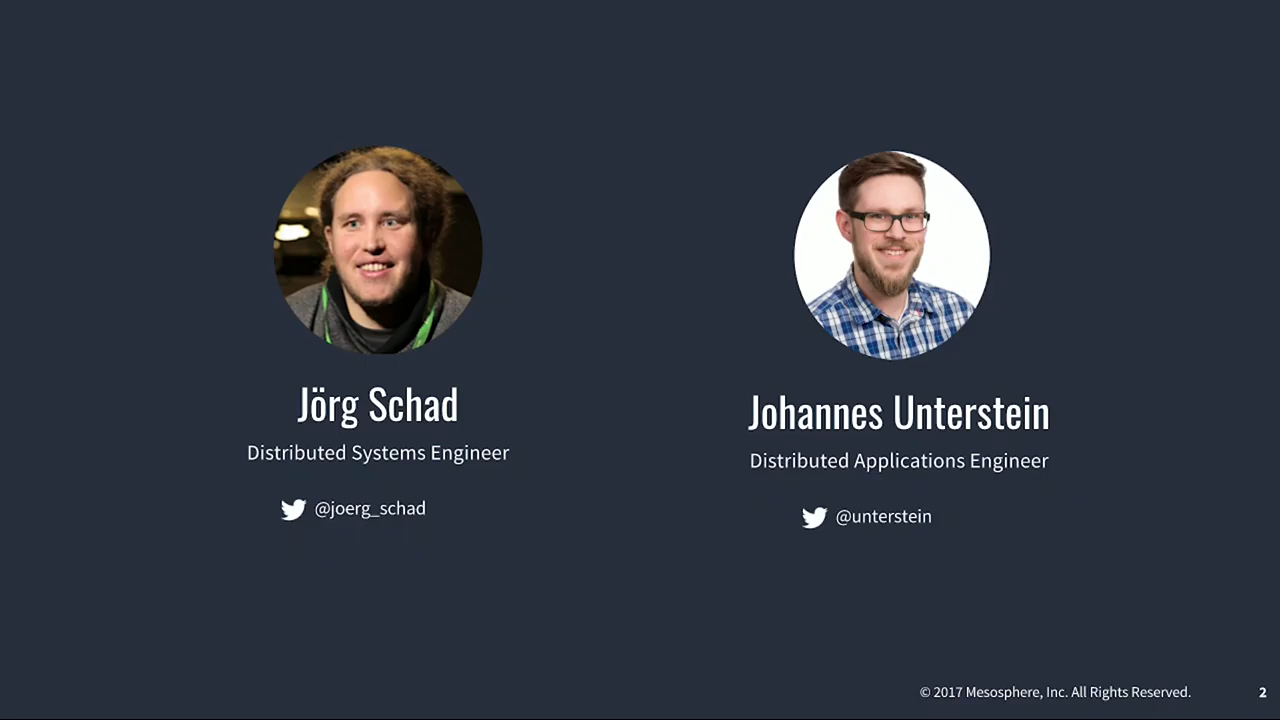 Jörg Schad
Distributed Systems Engineer
@joerg_schad
Johannes Unterstein
Distributed Applications Engineer
@unterstein
© 2017 Mesosphere, Inc. All Rights Reserved.
2